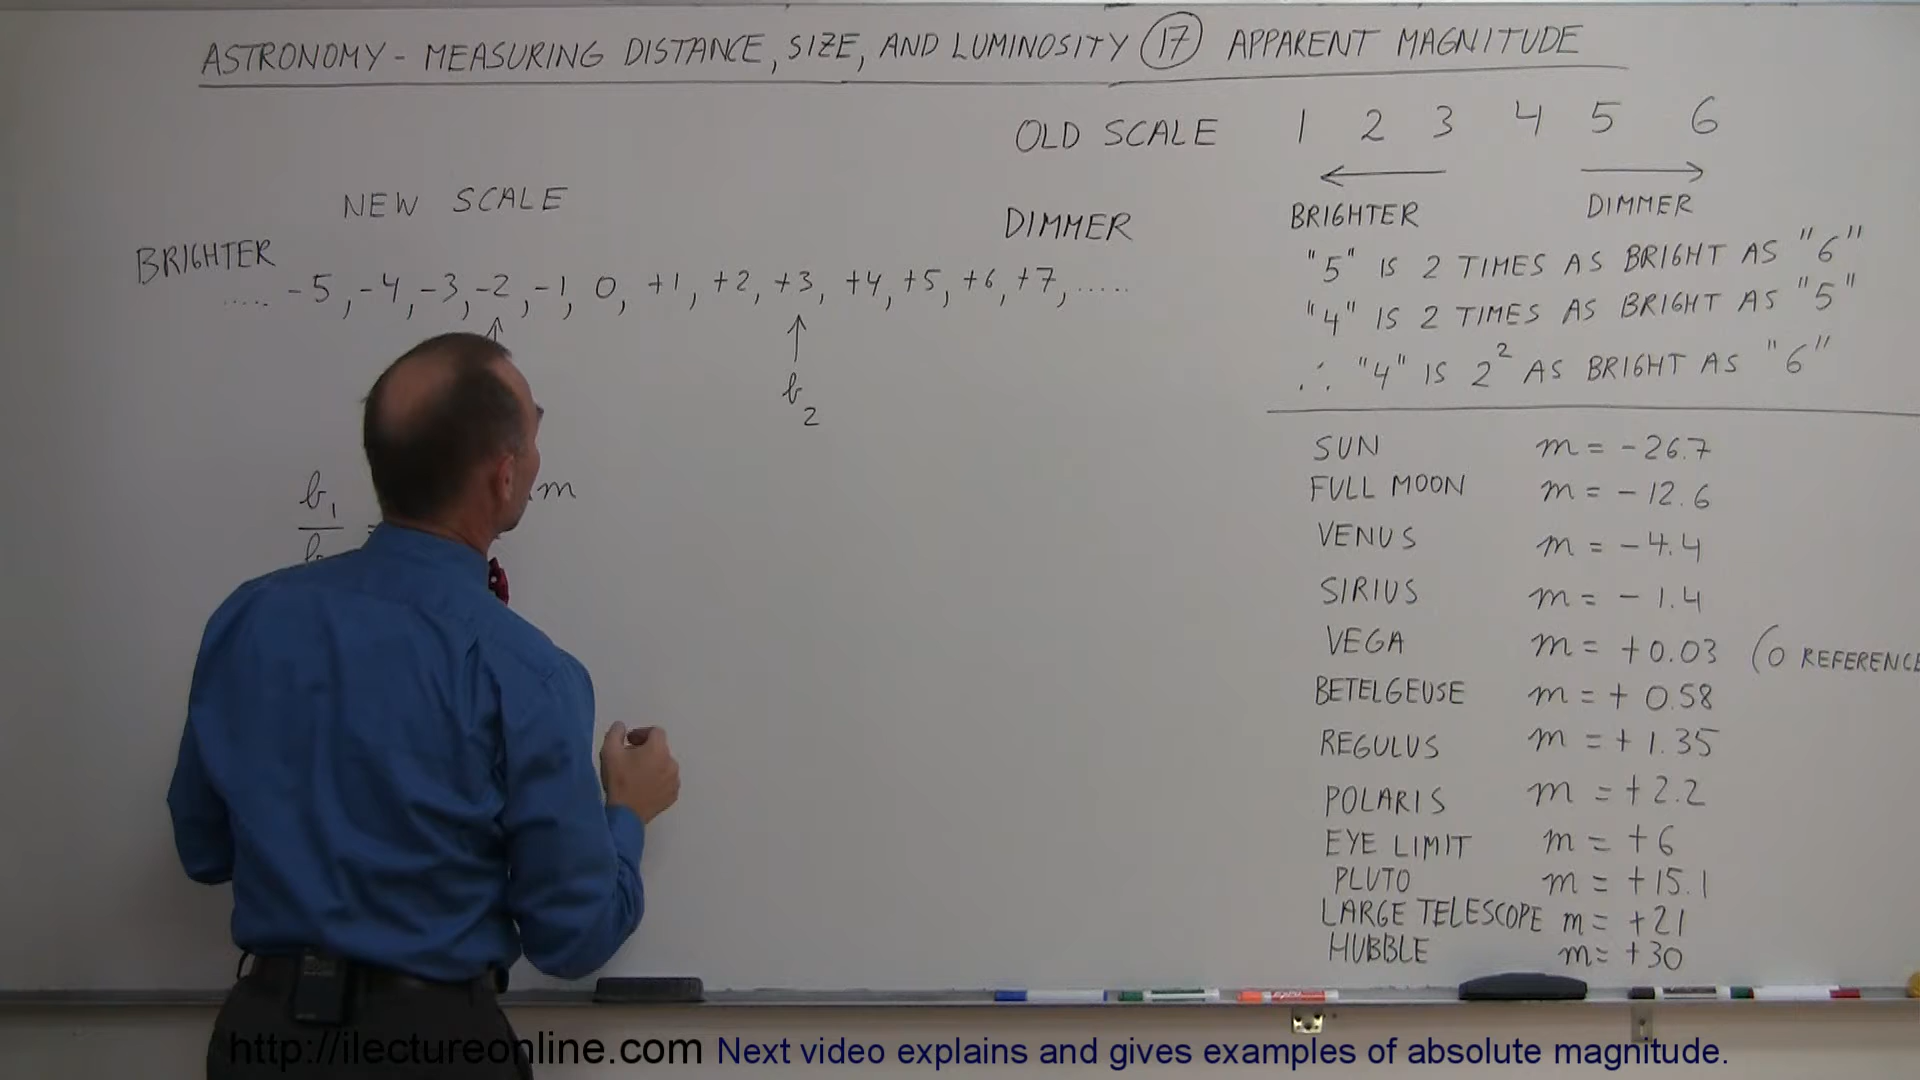 ASTRONOMY - MEASURING DISTANCE, SIZE, AND LUMINOSITY 17 APPARENT MAGNITUDE
OLD SCALE 1 2 3 4 5 6
BRIGHTER DIMMER
"5" IS 2 TIMES AS BRIGHT AS "6"
"4" IS 2 TIMES AS BRIGHT AS "5"
∴ "4" IS 2² AS BRIGHT AS "6"
NEW SCALE
BRIGHTER DIMMER
..... -5, -4, -3, -2, -1, 0, +1, +2, +3, +4, +5, +6, +7, .....
b₂
b₁
m
SUN m = -26.7
FULL MOON m = -12.6
VENUS m = -4.4
SIRIUS m = -1.4
VEGA m = +0.03 (0 REFERENCE
BETELGEUSE m = +0.58
REGULUS m = +1.35
POLARIS m = +2.2
EYE LIMIT m = +6
PLUTO m = +15.1
LARGE TELESCOPE m = +21
HUBBLE m = +30
http://ilectureonline.com Next video explains and gives examples of absolute magnitude.